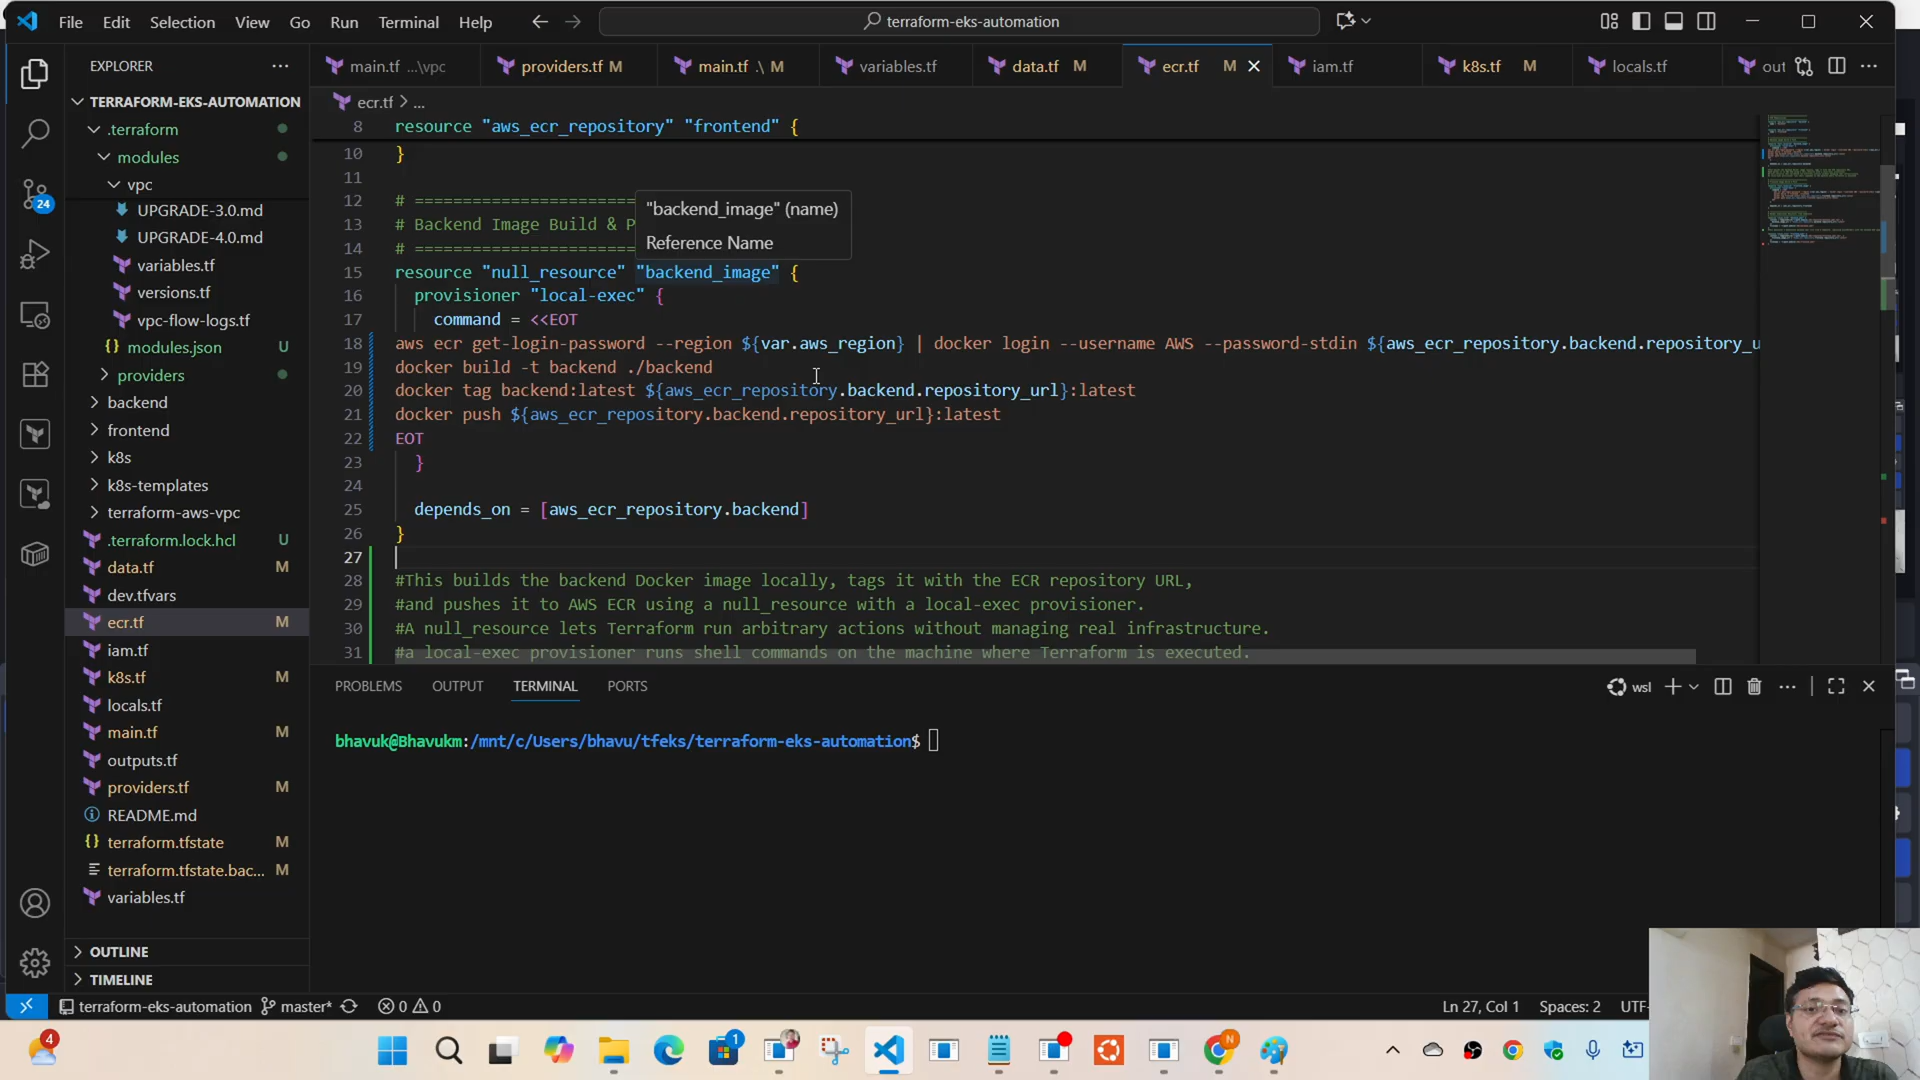 File Edit Selection View Go Run Terminal Help
terraform-eks-automation
EXPLORER
main.tf ...\vpc
providers.tf M
main.tf .\ M
variables.tf
data.tf M
ecr.tf M
iam.tf
k8s.tf M
locals.tf
out
TERRAFORM-EKS-AUTOMATION
.terraform
modules
vpc
UPGRADE-3.0.md
UPGRADE-4.0.md
variables.tf
versions.tf
vpc-flow-logs.tf
modules.json U
providers
backend
frontend
k8s
k8s-templates
terraform-aws-vpc
.terraform.lock.hcl U
data.tf M
dev.tfvars
ecr.tf M
iam.tf
k8s.tf M
locals.tf
main.tf M
outputs.tf
providers.tf M
README.md
terraform.tfstate M
terraform.tfstate.bac... M
variables.tf
OUTLINE
TIMELINE
24
ecr.tf > ...
8 resource "aws_ecr_repository" "frontend" {
10 }
11
12 # =========================
13 # Backend Image Build & P
14 # =========================
"backend_image" (name)
Reference Name
15 resource "null_resource" "backend_image" {
16 provisioner "local-exec" {
17 command = <<EOT
18 aws ecr get-login-password --region ${var.aws_region} | docker login --username AWS --password-stdin ${aws_ecr_repository.backend.repository_u
19 docker build -t backend ./backend
20 docker tag backend:latest ${aws_ecr_repository.backend.repository_url}:latest
21 docker push ${aws_ecr_repository.backend.repository_url}:latest
22 EOT
23 }
24
25 depends_on = [aws_ecr_repository.backend]
26 }
27
28 #This builds the backend Docker image locally, tags it with the ECR repository URL,
29 #and pushes it to AWS ECR using a null_resource with a local-exec provisioner.
30 #A null_resource lets Terraform run arbitrary actions without managing real infrastructure.
31 #a local-exec provisioner runs shell commands on the machine where Terraform is executed.
PROBLEMS OUTPUT TERMINAL PORTS
wsl
bhavuk@Bhavukm:/mnt/c/Users/bhavu/tfeks/terraform-eks-automation$
terraform-eks-automation master* 0 0
Ln 27, Col 1 Spaces: 2 UTF-
4
1
N